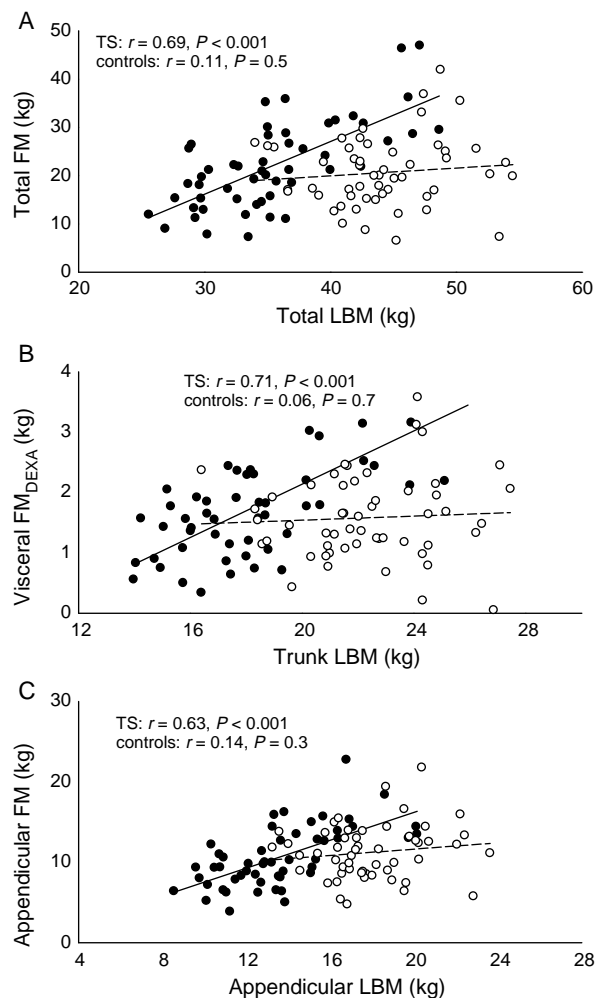 A
TS: r = 0.69, P < 0.001
controls: r = 0.11, P = 0.5
Total FM (kg)
50
40
30
20
10
0
20 30 40 50 60
Total LBM (kg)
B
TS: r = 0.71, P < 0.001
controls: r = 0.06, P = 0.7
Visceral FM DEXA (kg)
4
3
2
1
0
12 16 20 24 28
Trunk LBM (kg)
C
TS: r = 0.63, P < 0.001
controls: r = 0.14, P = 0.3
Appendicular FM (kg)
30
20
10
0
4 8 12 16 20 24 28
Appendicular LBM (kg)